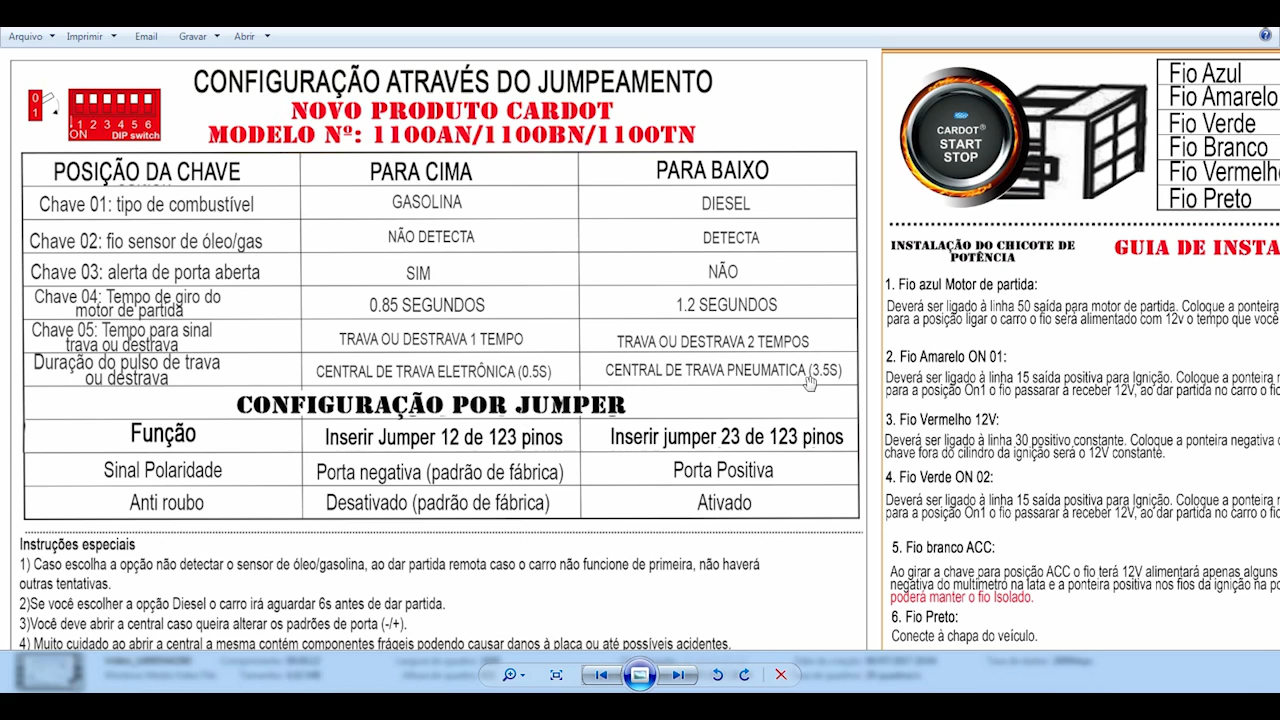 Arquivo
Imprimir
Email
Gravar
Abrir
0
1
1 2 3 4 5 6
ON
DIP switch
CONFIGURAÇÃO ATRAVÉS DO JUMPEAMENTO
NOVO PRODUTO CARDOT
MODELO Nº: 1100AN/1100BN/1100TN
POSIÇÃO DA CHAVE
PARA CIMA
PARA BAIXO
Chave 01: tipo de combustível
GASOLINA
DIESEL
Chave 02: fio sensor de óleo/gas
NÃO DETECTA
DETECTA
Chave 03: alerta de porta aberta
SIM
NÃO
Chave 04: Tempo de giro do
motor de partida
0.85 SEGUNDOS
1.2 SEGUNDOS
Chave 05: Tempo para sinal
trava ou destrava
TRAVA OU DESTRAVA 1 TEMPO
TRAVA OU DESTRAVA 2 TEMPOS
Duração do pulso de trava
ou destrava
CENTRAL DE TRAVA ELETRÔNICA (0.5S)
CENTRAL DE TRAVA PNEUMATICA (3.5S)
CONFIGURAÇÃO POR JUMPER
Função
Inserir Jumper 12 de 123 pinos
Inserir jumper 23 de 123 pinos
Sinal Polaridade
Porta negativa (padrão de fábrica)
Porta Positiva
Anti roubo
Desativado (padrão de fábrica)
Ativado
Instruções especiais
1) Caso escolha a opção não detectar o sensor de óleo/gasolina, ao dar partida remota caso o carro não funcione de primeira, não haverá
outras tentativas.
2)Se você escolher a opção Diesel o carro irá aguardar 6s antes de dar partida.
3)Você deve abrir a central caso queira alterar os padrões de porta (-/+).
4) Muito cuidado ao abrir a central a mesma contém componentes frágeis podendo causar danos à placa ou até possíveis acidentes.
CARDOT®
START
STOP
Fio Azul
Fio Amarelo
Fio Verde
Fio Branco
Fio Vermelho
Fio Preto
INSTALAÇÃO DO CHICOTE DE
POTÊNCIA
GUIA DE INSTA
1. Fio azul Motor de partida:
Deverá ser ligado à linha 50 saída para motor de partida. Coloque a ponteira
para a posição ligar o carro o fio será alimentado com 12v o tempo que você
2. Fio Amarelo ON 01:
Deverá ser ligado à linha 15 saída positiva para Ignição. Coloque a ponteira
para a posição On1 o fio passarar a receber 12V, ao dar partida no carro o fio
3. Fio Vermelho 12V:
Deverá ser ligado à linha 30 positivo constante. Coloque a ponteira negativa
chave fora do cilindro da ignição será o 12V constante.
4. Fio Verde ON 02:
Deverá ser ligado à linha 15 saída positiva para Ignição. Coloque a ponteira
para a posição On1 o fio passarar a receber 12V, ao dar partida no carro o fio
5. Fio branco ACC:
Ao girar a chave para posição ACC o fio terá 12V alimentará apenas alguns
negativa do multímetro na lata e a ponteira positiva nos fios da ignição na
poderá manter o fio Isolado.
6. Fio Preto:
Conecte à chapa do veículo.